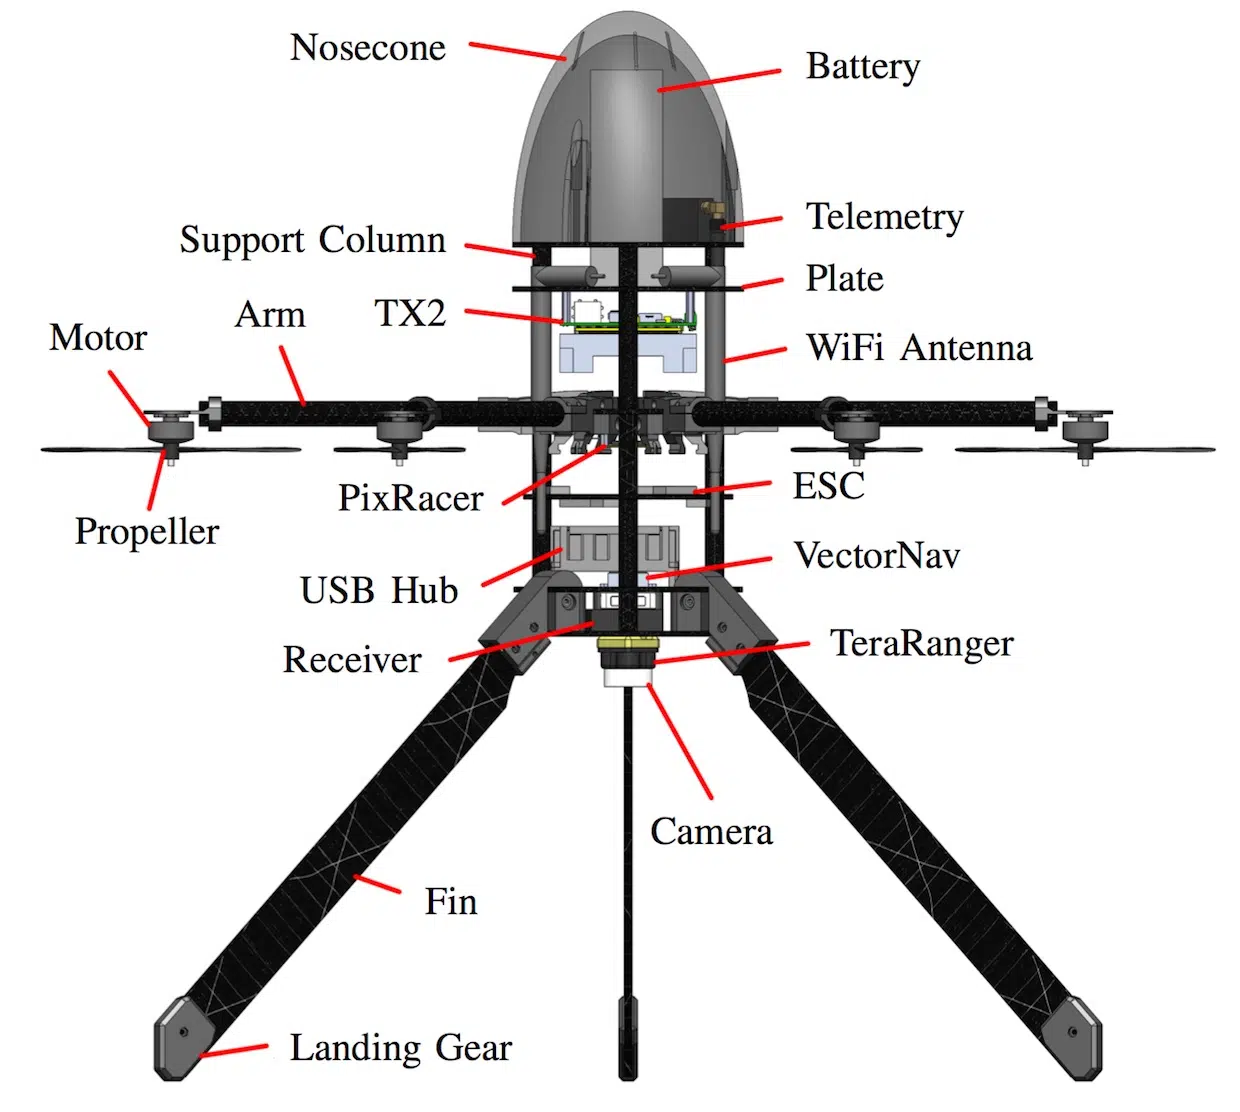 Nosecone
Battery
Telemetry
Support Column
Plate
TX2
Arm
Motor
WiFi Antenna
PixRacer
ESC
Propeller
VectorNav
USB Hub
Receiver
TeraRanger
Camera
Fin
Landing Gear